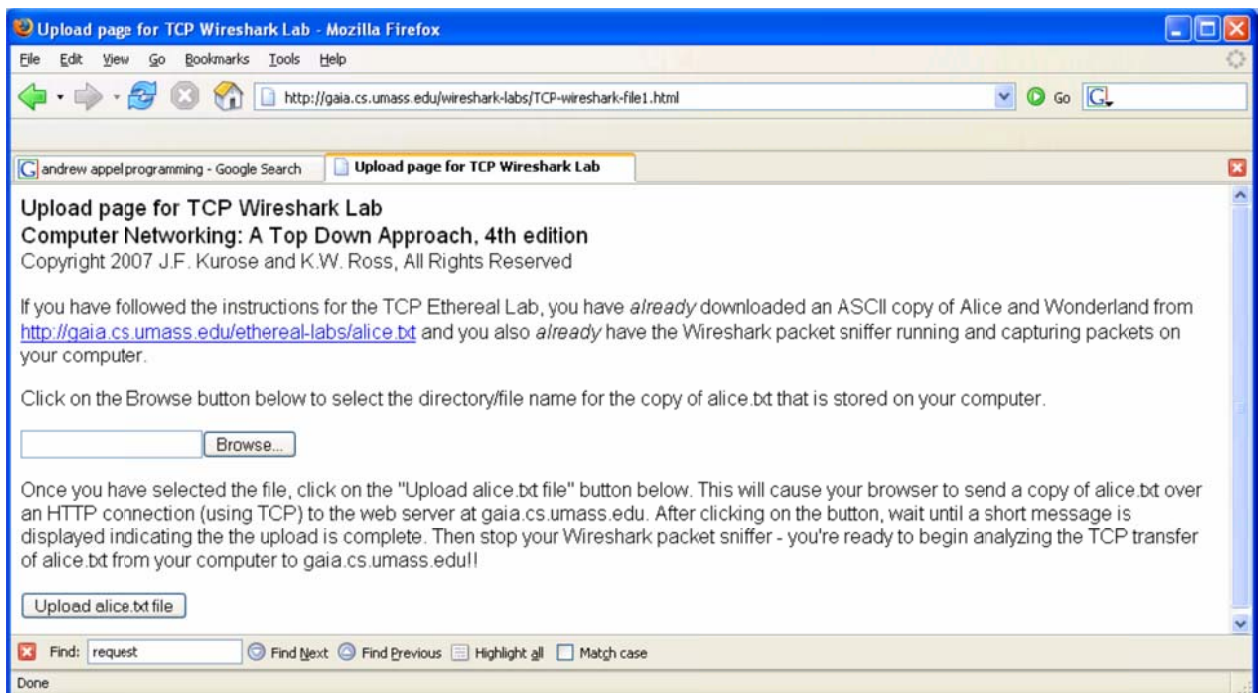 Upload page for TCP Wireshark Lab - Mozilla Firefox
File Edit View Go Bookmarks Tools Help
http://gaia.cs.umass.edu/wireshark-labs/TCP-wireshark-file1.html Go G
G andrew appelprogramming - Google Search Upload page for TCP Wireshark Lab
Upload page for TCP Wireshark Lab
Computer Networking: A Top Down Approach, 4th edition
Copyright 2007 J.F. Kurose and K.W. Ross, All Rights Reserved
If you have followed the instructions for the TCP Ethereal Lab, you have already downloaded an ASCII copy of Alice and Wonderland from
http://gaia.cs.umass.edu/ethereal-labs/alice.txt and you also already have the Wireshark packet sniffer running and capturing packets on
your computer.
Click on the Browse button below to select the directory/file name for the copy of alice.txt that is stored on your computer.
Browse...
Once you have selected the file, click on the "Upload alice.txt file" button below. This will cause your browser to send a copy of alice.txt over
an HTTP connection (using TCP) to the web server at gaia.cs.umass.edu. After clicking on the button, wait until a short message is
displayed indicating the the upload is complete. Then stop your Wireshark packet sniffer - you're ready to begin analyzing the TCP transfer
of alice.txt from your computer to gaia.cs.umass.edu!!
Upload alice.txt file
Find: request Find Next Find Previous Highlight all Match case
Done